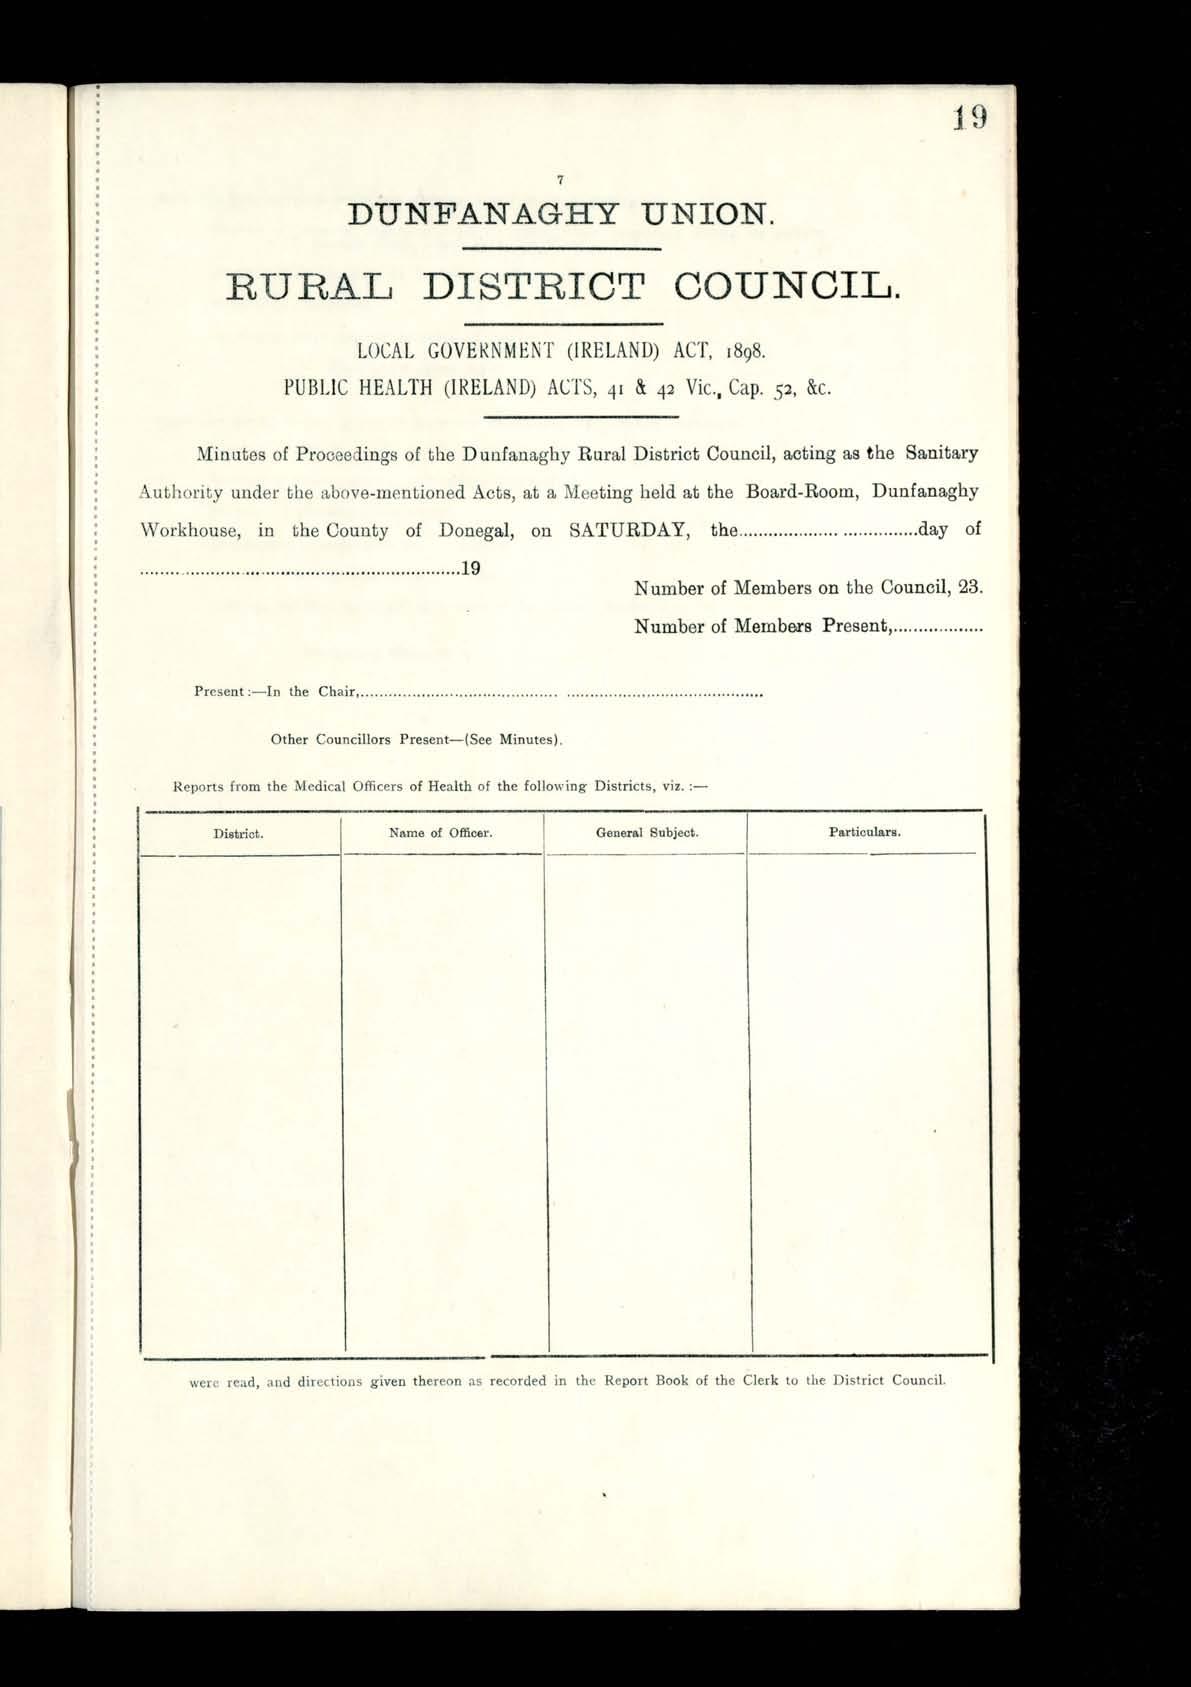 19
7
DUNFANAGHY UNION.
RURAL DISTRICT COUNCIL.
LOCAL GOVERNMENT (IRELAND) ACT, 1898.
PUBLIC HEALTH (IRELAND) ACTS, 41 & 42 Vic., Cap. 52, &c.
Minutes of Proceedings of the Dunfanaghy Rural District Council, acting as the Sanitary
Authority under the above-mentioned Acts, at a Meeting held at the Board-Room, Dunfanaghy
Workhouse, in the County of Donegal, on SATURDAY, the..................................day of
................................................................19
Number of Members on the Council, 23.
Number of Members Present,..................
Present :—In the Chair,................................................................................
Other Councillors Present—(See Minutes).
Reports from the Medical Officers of Health of the following Districts, viz. :—
District. Name of Officer. General Subject. Particulars.
were read, and directions given thereon as recorded in the Report Book of the Clerk to the District Council.